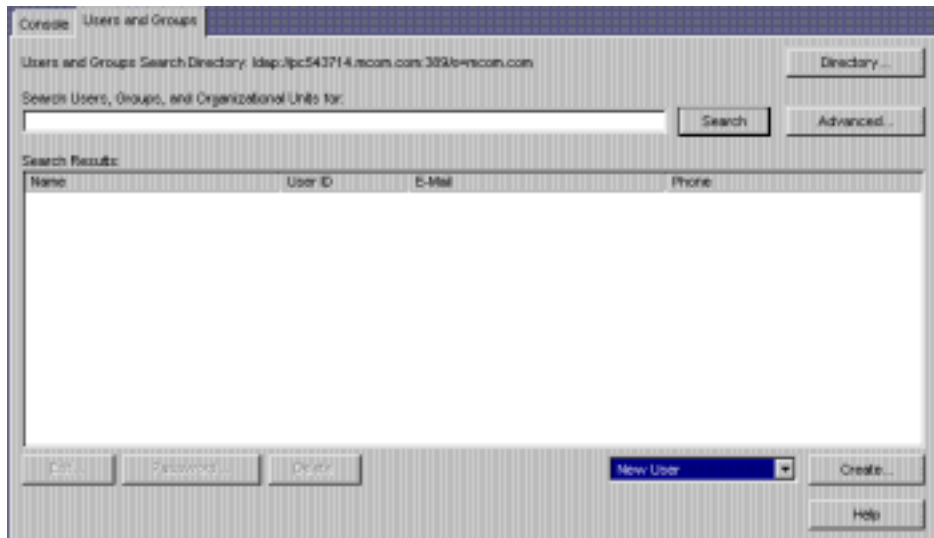 Console Users and Groups
Users and Groups Search Directory: ldap://pc543714.mcom.com:389/o=mcom.com
Directory...
Search Users, Groups, and Organizational Units for:
Search
Advanced...
Search Results:
Name User ID E-Mail Phone
Edit... Password... Delete New User Create...
Help